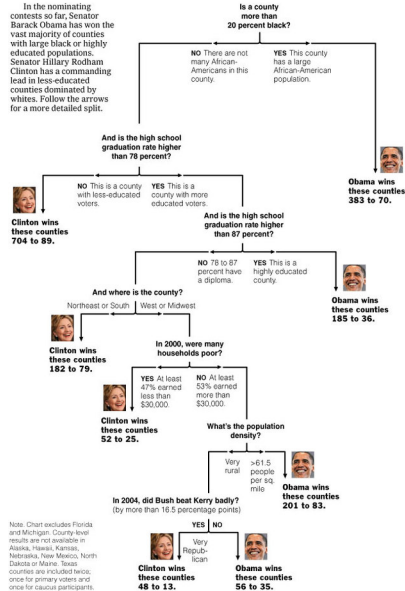 In the nominating
contests so far, Senator
Barack Obama has won the
vast majority of counties
with large black or highly
educated populations.
Senator Hillary Rodham
Clinton has a commanding
lead in less-educated
counties dominated by
whites. Follow the arrows
for a more detailed split.
Is a county
more than
20 percent black?
NO There are not
many African-
Americans in this
county.
YES This county
has a large
African-American
population.
And is the high school
graduation rate higher
than 78 percent?
Obama wins
these counties
383 to 70.
NO This is a county
with less-educated
voters.
YES This is a
county with more
educated voters.
Clinton wins
these counties
704 to 89.
And is the high school
graduation rate higher
than 87 percent?
NO 78 to 87
percent have
a diploma.
YES This is a
highly educated
county.
And where is the county?
Obama wins
these counties
185 to 36.
Northeast or South
West or Midwest
Clinton wins
these counties
182 to 79.
In 2000, were many
households poor?
YES At least
47% earned
less than
$30,000.
NO At least
53% earned
more than
$30,000.
Clinton wins
these counties
52 to 25.
What's the population
density?
Very
rural
>61.5
people
per sq.
mile
Obama wins
these counties
201 to 83.
In 2004, did Bush beat Kerry badly?
(by more than 16.5 percentage points)
YES
NO
Very
Repub-
lican
Clinton wins
these counties
48 to 13.
Obama wins
these counties
56 to 35.
Note: Chart excludes Florida
and Michigan. County-level
results are not available in
Alaska, Hawaii, Kansas,
Nebraska, New Mexico, North
Dakota or Maine. Texas
counties are included twice,
once for primary voters and
once for caucus participants.